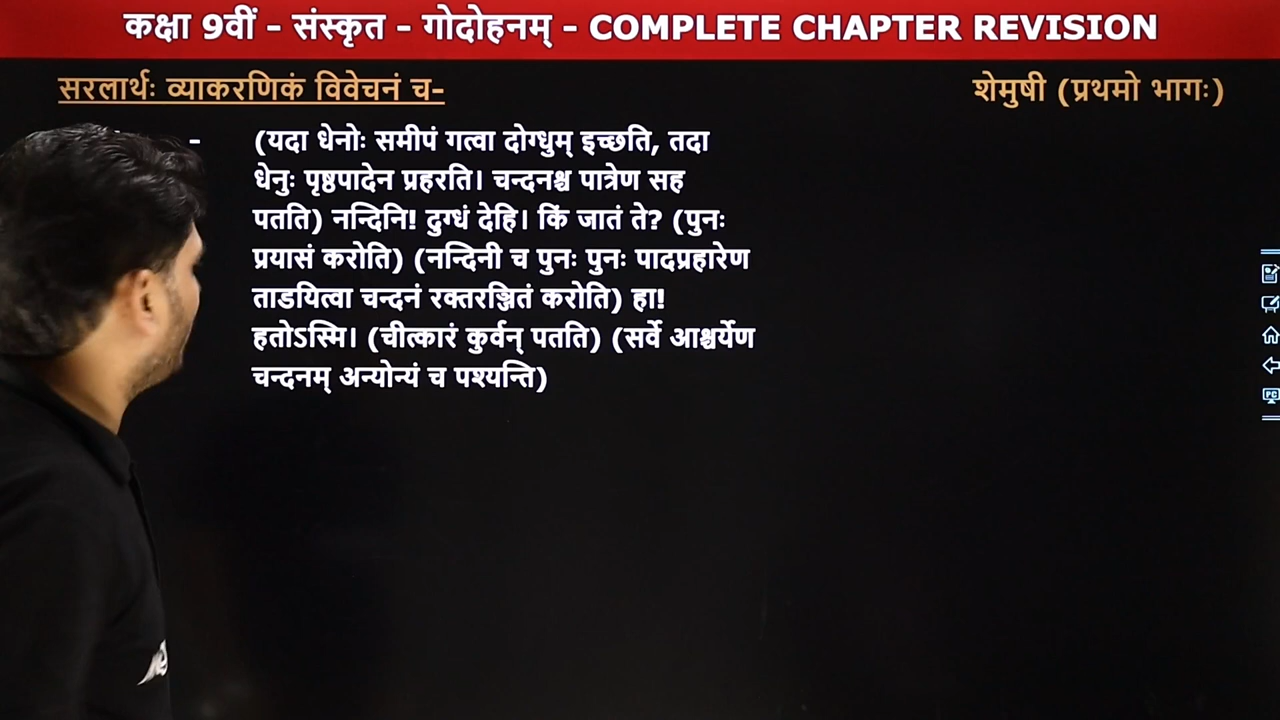 कक्षा 9वीं - संस्कृत - गोदोहनम् - COMPLETE CHAPTER REVISION
सरलार्थः व्याकरणिकं विवेचनं च-
शेमुषी (प्रथमो भागः)
- (यदा धेनोः समीपं गत्वा दोग्धुम् इच्छति, तदा
धेनुः पृष्ठपादेन प्रहरति। चन्दनश्च पात्रेण सह
पतति) नन्दिनि! दुग्धं देहि। किं जातं ते? (पुनः
प्रयासं करोति) (नन्दिनी च पुनः पुनः पादप्रहारेण
ताडयित्वा चन्दनं रक्तरञ्जितं करोति) हा!
हतोऽस्मि। (चीत्कारं कुर्वन् पतति) (सर्वे आश्चर्येण
चन्दनम् अन्योन्यं च पश्यन्ति)